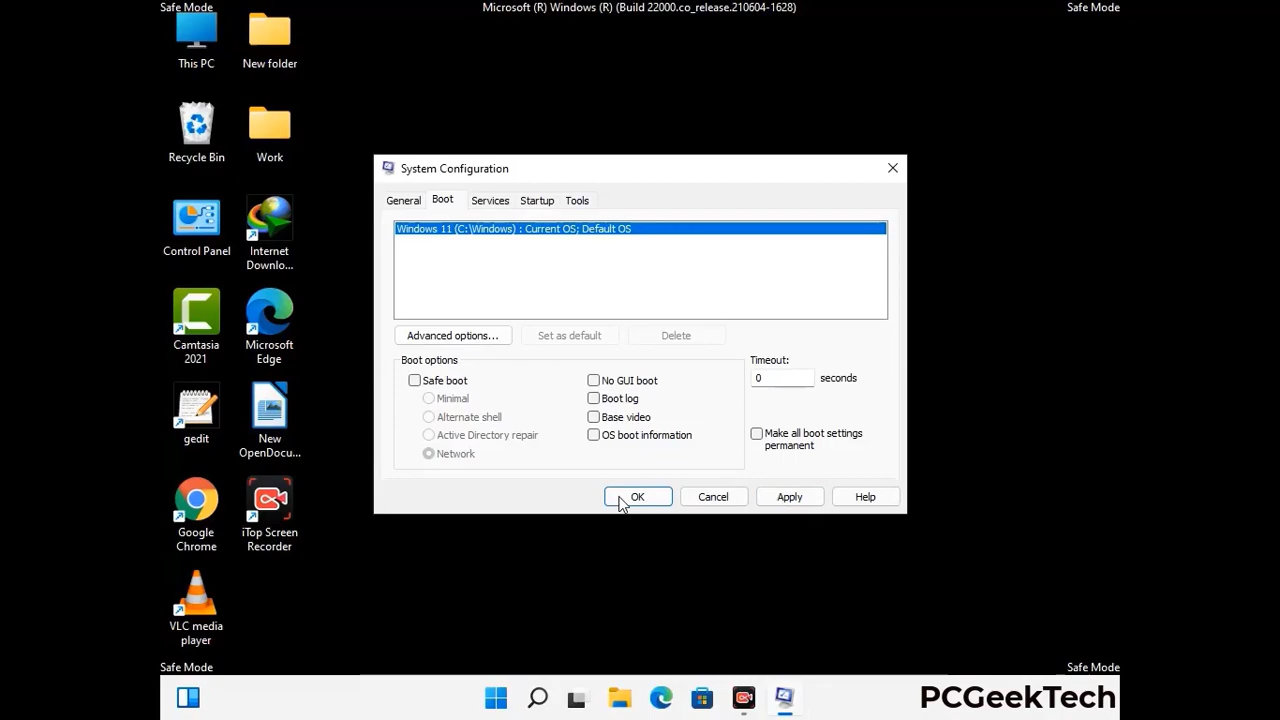 Safe Mode
Microsoft (R) Windows (R) (Build 22000.co_release.210604-1628)
Safe Mode
This PC
New folder
Recycle Bin
Work
Control Panel
Internet
Downlo...
Camtasia
2021
Microsoft
Edge
gedit
New
OpenDocu...
Google
Chrome
iTop Screen
Recorder
VLC media
player
System Configuration
General
Boot
Services
Startup
Tools
Windows 11 (C:\Windows) : Current OS; Default OS
Advanced options...
Set as default
Delete
Boot options
Safe boot
Minimal
Alternate shell
Active Directory repair
Network
No GUI boot
Boot log
Base video
OS boot information
Timeout:
0 seconds
Make all boot settings
permanent
OK
Cancel
Apply
Help
Safe Mode
Safe Mode
PCGeekTech